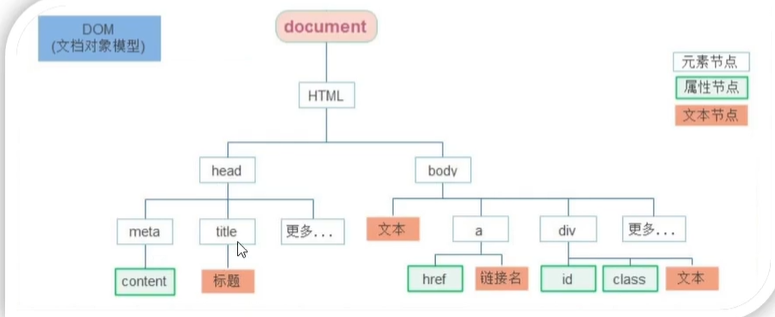 DOM
(文档对象模型)
document
元素节点
属性节点
文本节点
HTML
head
body
meta
title
更多...
文本
a
div
更多...
content
标题
href
链接名
id
class
文本